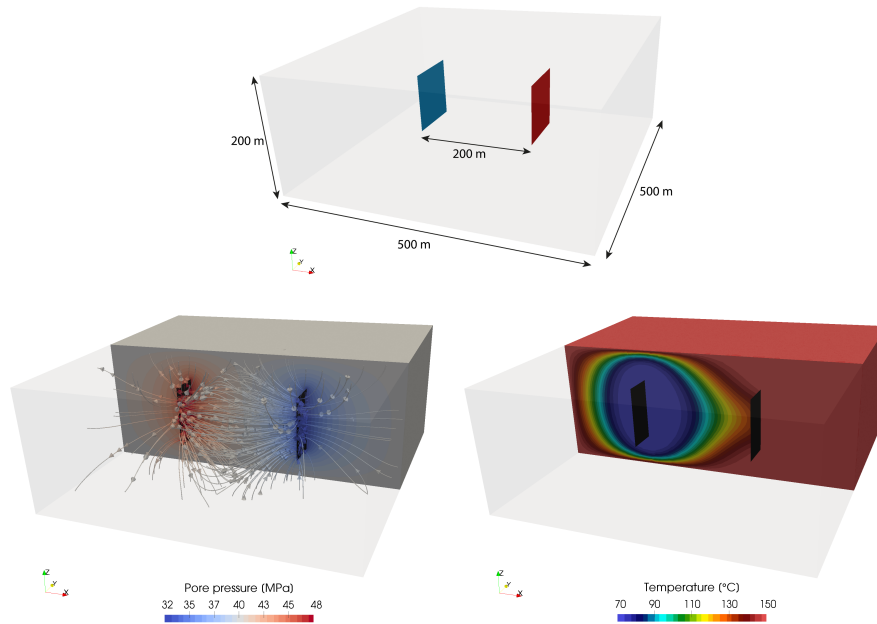 200 m
200 m
500 m
500 m
Z
Y
X
Z
Y
X
Pore pressure (MPa)
32 35 37 40 43 45 48
Z
Y
X
Temperature (°C)
70 90 110 130 150